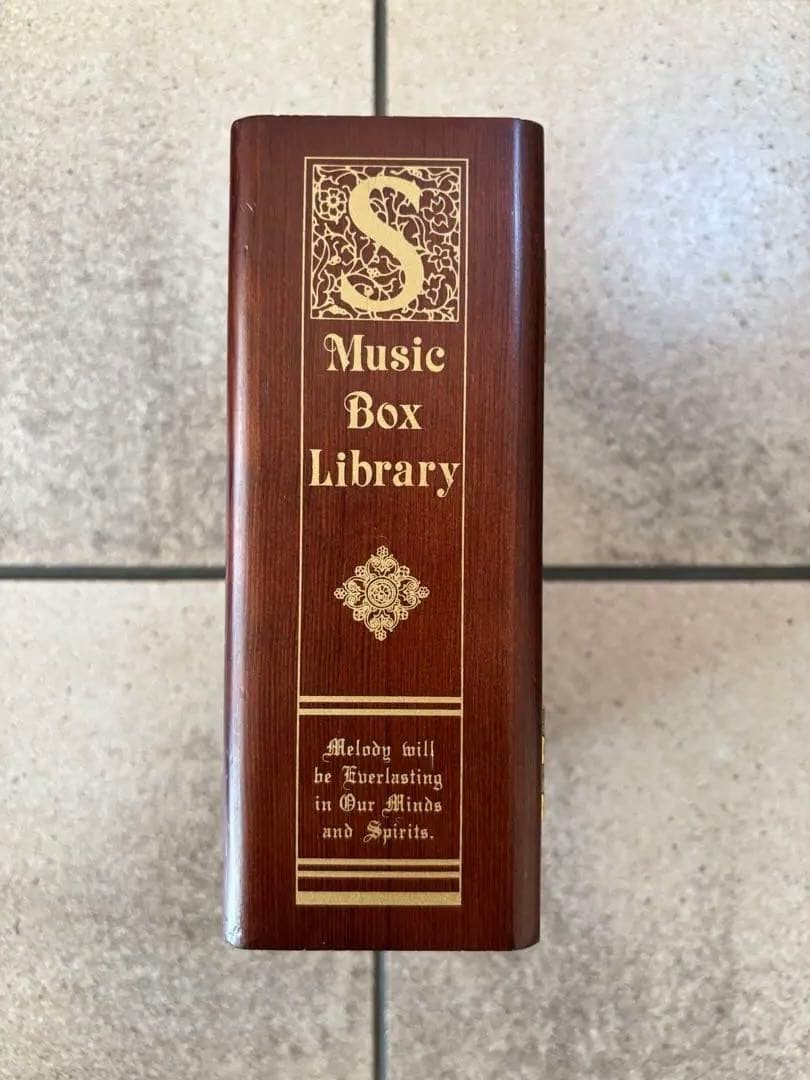 S
Music
Box
Library
Melody will
be Everlasting
in Our Minds
and Spirits.